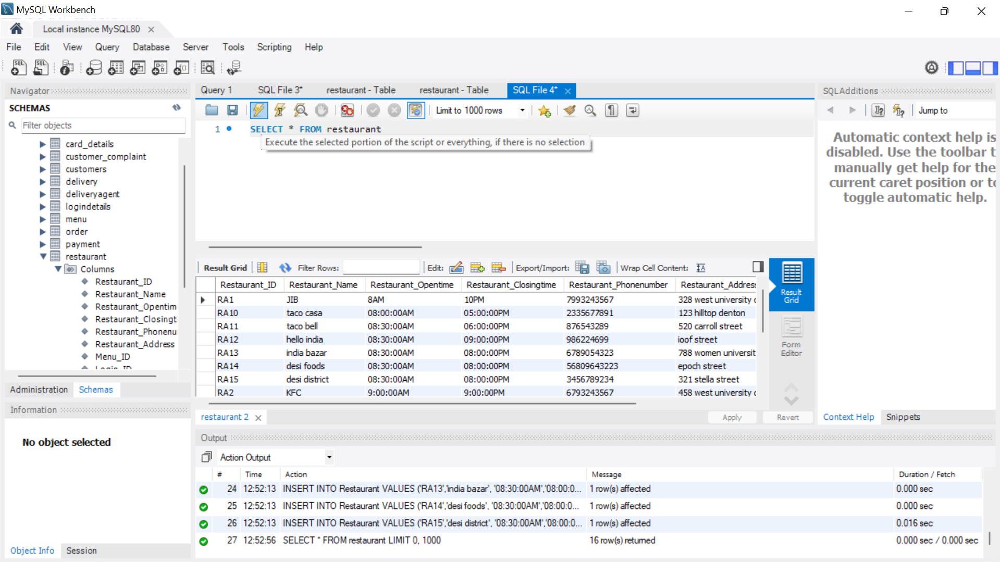 MySQL Workbench
Local instance MySQL80
File Edit View Query Database Server Tools Scripting Help
Navigator
SCHEMAS
Filter objects
card_details
customer_complaint
customers
delivery
deliveryagent
logindetails
menu
order
payment
restaurant
Columns
Restaurant_ID
Restaurant_Name
Restaurant_Opentim
Restaurant_Closingt
Restaurant_Phonenu
Restaurant_Address
Menu_ID
Login_ID
Administration Schemas
Information
No object selected
Object Info Session
Query 1 SQL File 3* restaurant - Table restaurant - Table SQL File 4*
Limit to 1000 rows
1 SELECT * FROM restaurant
Execute the selected portion of the script or everything, if there is no selection
Result Grid Filter Rows: Edit: Export/Import: Wrap Cell Content:
Restaurant_ID Restaurant_Name Restaurant_Opentime Restaurant_Closingtime Restaurant_Phonenumber Restaurant_Address
RA1 JIB 8AM 10PM 7993243567 328 west university
RA10 taco casa 08:00:00AM 05:00:00PM 2335677891 123 hilltop denton
RA11 taco bell 08:30:00AM 06:00:00PM 876543289 520 carroll street
RA12 hello india 08:30:00AM 09:00:00PM 986224699 ioof street
RA13 india bazar 08:30:00AM 08:00:00PM 6789054323 788 women universit
RA14 desi foods 08:30:00AM 08:00:00PM 56809643223 epoch street
RA15 desi district 08:30:00AM 08:00:00PM 3456789234 321 stella street
RA2 KFC 9:00:00AM 9:00:00PM 6793243567 458 west university
Result Grid
Form Editor
restaurant 2 Apply Revert
SQLAdditions
Jump to
Automatic context help is
disabled. Use the toolbar t
manually get help for the
current caret position or to
toggle automatic help.
Context Help Snippets
Output
Action Output
# Time Action Message Duration / Fetch
24 12:52:13 INSERT INTO Restaurant VALUES ('RA13','india bazar', '08:30:00AM','08:00:0... 1 row(s) affected 0.000 sec
25 12:52:13 INSERT INTO Restaurant VALUES ('RA14','desi foods', '08:30:00AM','08:00:0... 1 row(s) affected 0.000 sec
26 12:52:13 INSERT INTO Restaurant VALUES ('RA15','desi district', '08:30:00AM','08:00:0... 1 row(s) affected 0.016 sec
27 12:52:56 SELECT * FROM restaurant LIMIT 0, 1000 16 row(s) returned 0.000 sec / 0.000 sec